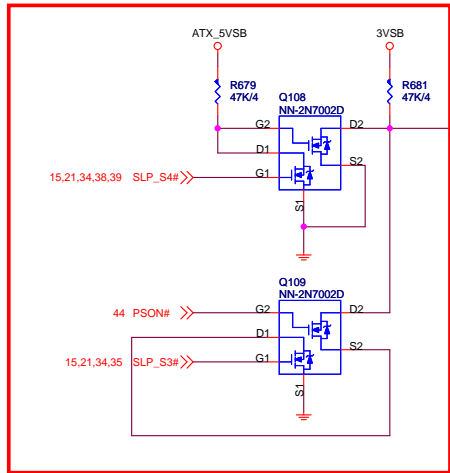 ATX_5VSB 3VSB
R679 R681
47K/4 47K/4
Q108
NN-2N7002D
G2 D2
D1 S2
15,21,34,38,39 SLP_S4# G1
S1
Q109
NN-2N7002D
44 PSON# G2 D2
D1 S2
15,21,34,35 SLP_S3# G1
S1